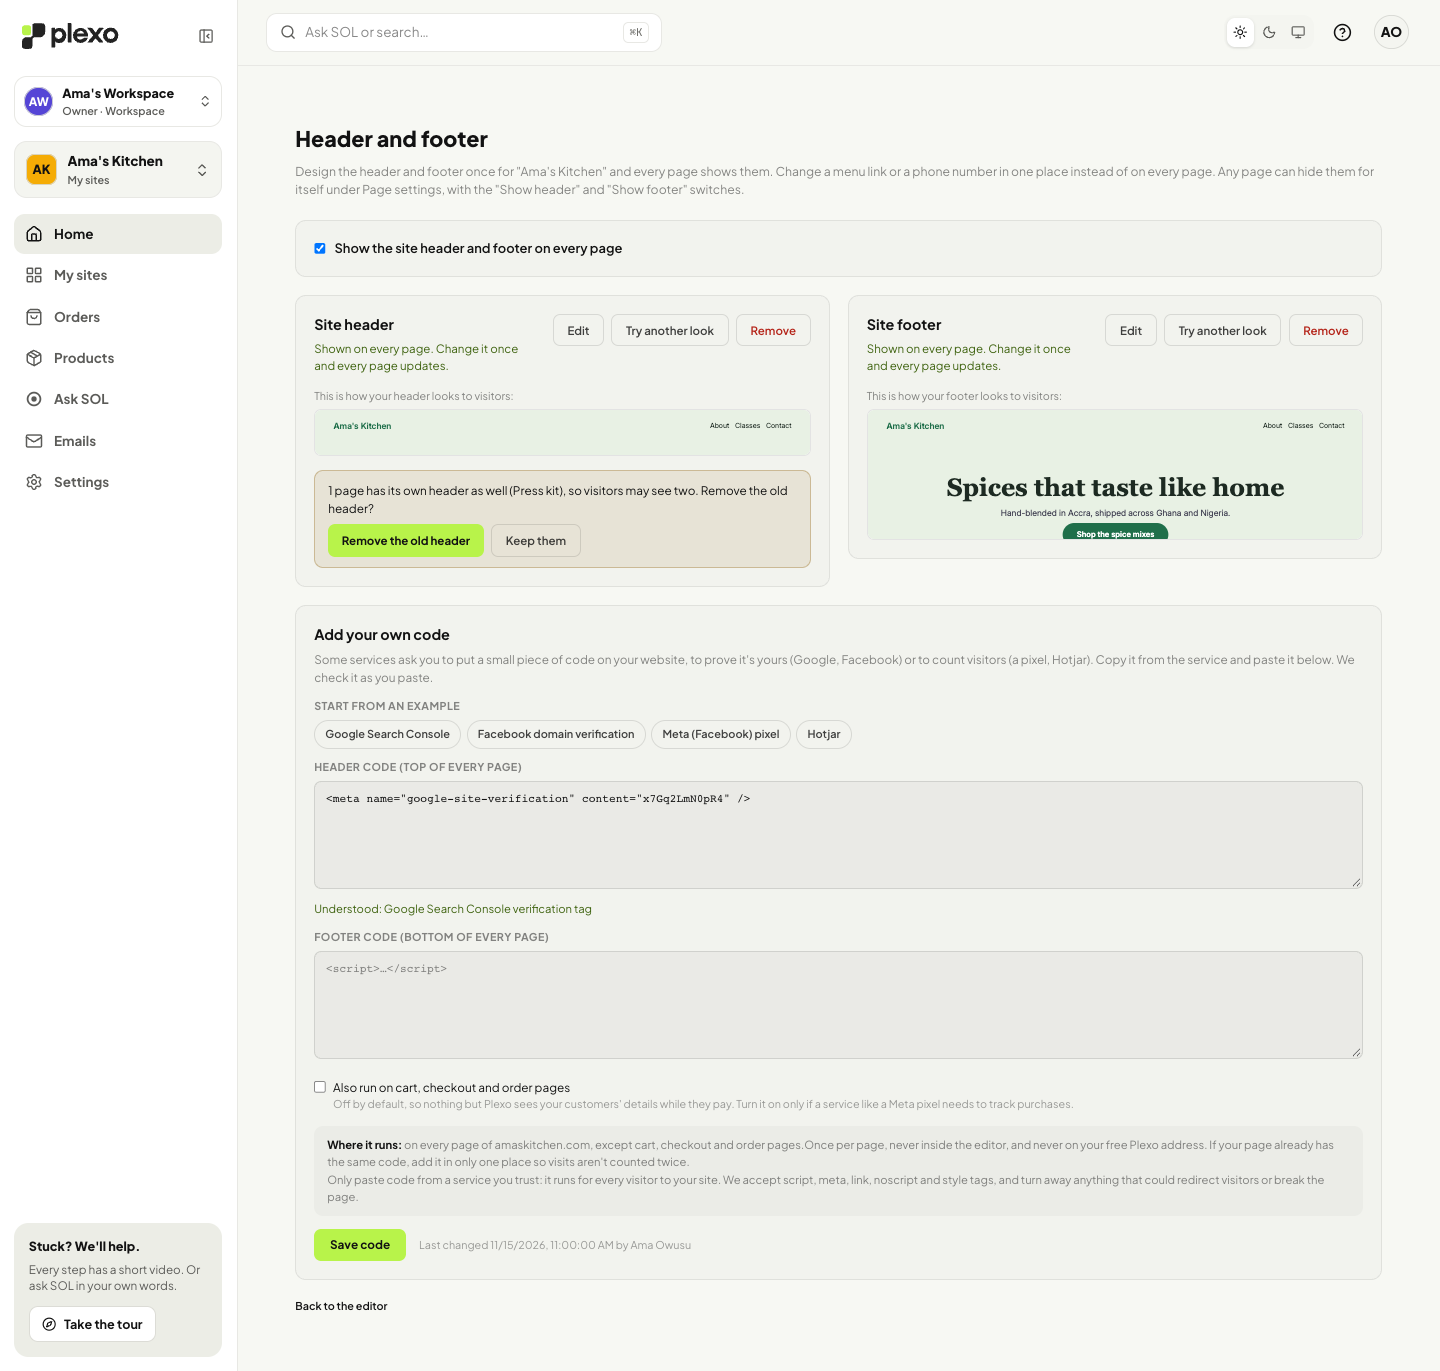 plexo
Ask SOL or search…
⌘K
AO
AW
Ama's Workspace
Owner · Workspace
AK
Ama's Kitchen
My sites
Home
My sites
Orders
Products
Ask SOL
Emails
Settings
Stuck? We'll help.
Every step has a short video. Or
ask SOL in your own words.
Take the tour
Header and footer
Design the header and footer once for "Ama's Kitchen" and every page shows them. Change a menu link or a phone number in one place instead of on every page. Any page can hide them for
itself under Page settings, with the "Show header" and "Show footer" switches.
Show the site header and footer on every page
Site header
Edit
Try another look
Remove
Shown on every page. Change it once
and every page updates.
This is how your header looks to visitors:
Ama's Kitchen
About Classes Contact
1 page has its own header as well (Press kit), so visitors may see two. Remove the old
header?
Remove the old header
Keep them
Site footer
Edit
Try another look
Remove
Shown on every page. Change it once
and every page updates.
This is how your footer looks to visitors:
Ama's Kitchen
About Classes Contact
Spices that taste like home
Hand-blended in Accra, shipped across Ghana and Nigeria.
Shop the spice mixes
Add your own code
Some services ask you to put a small piece of code on your website, to prove it's yours (Google, Facebook) or to count visitors (a pixel, Hotjar). Copy it from the service and paste it below. We
check it as you paste.
START FROM AN EXAMPLE
Google Search Console
Facebook domain verification
Meta (Facebook) pixel
Hotjar
HEADER CODE (TOP OF EVERY PAGE)
<meta name="google-site-verification" content="x7Gq2LmN0pR4" />
Understood: Google Search Console verification tag
FOOTER CODE (BOTTOM OF EVERY PAGE)
<script>…</script>
Also run on cart, checkout and order pages
Off by default, so nothing but Plexo sees your customers' details while they pay. Turn it on only if a service like a Meta pixel needs to track purchases.
Where it runs: on every page of amaskitchen.com, except cart, checkout and order pages.Once per page, never inside the editor, and never on your free Plexo address. If your page already has
the same code, add it in only one place so visits aren't counted twice.
Only paste code from a service you trust: it runs for every visitor to your site. We accept script, meta, link, noscript and style tags, and turn away anything that could redirect visitors or break the
page.
Save code
Last changed 11/15/2026, 11:00:00 AM by Ama Owusu
Back to the editor